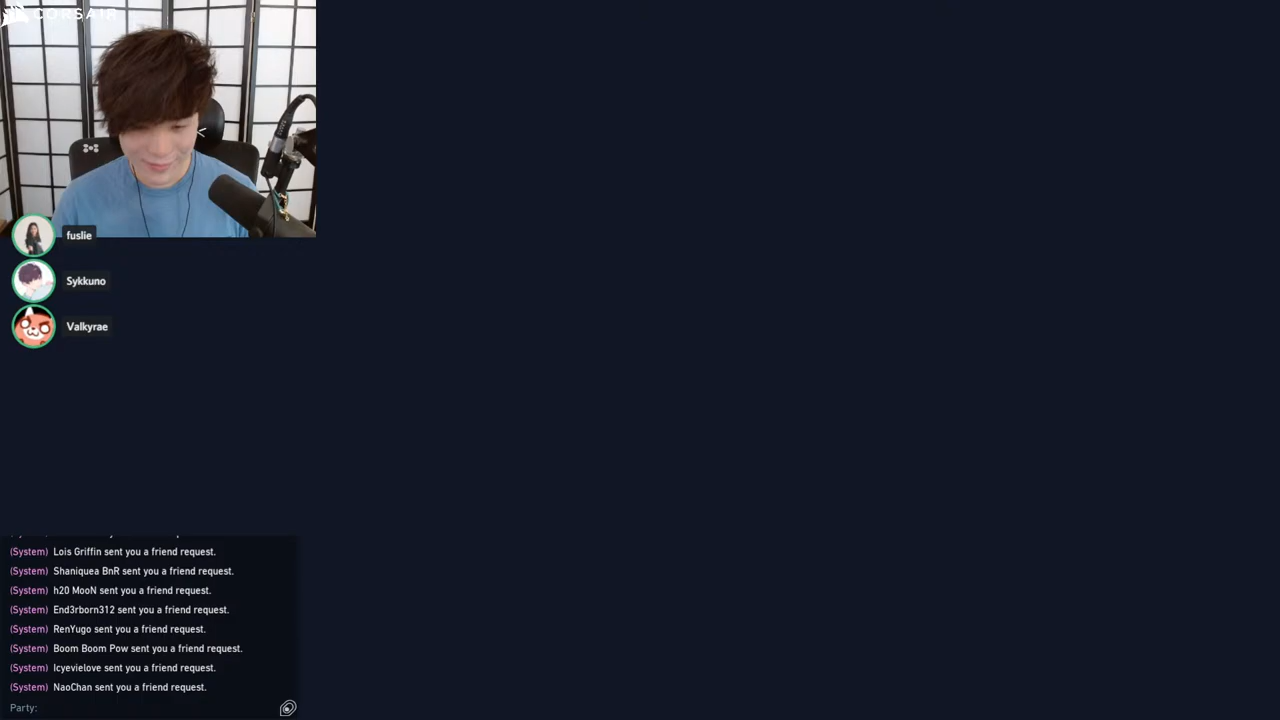 CORSAIR
fuslie
Sykkuno
Valkyrae
(System) Lois Griffin sent you a friend request.
(System) Shaniquea BnR sent you a friend request.
(System) h20 MooN sent you a friend request.
(System) End3rborn312 sent you a friend request.
(System) RenYugo sent you a friend request.
(System) Boom Boom Pow sent you a friend request.
(System) Icyevielove sent you a friend request.
(System) NaoChan sent you a friend request.
Party: